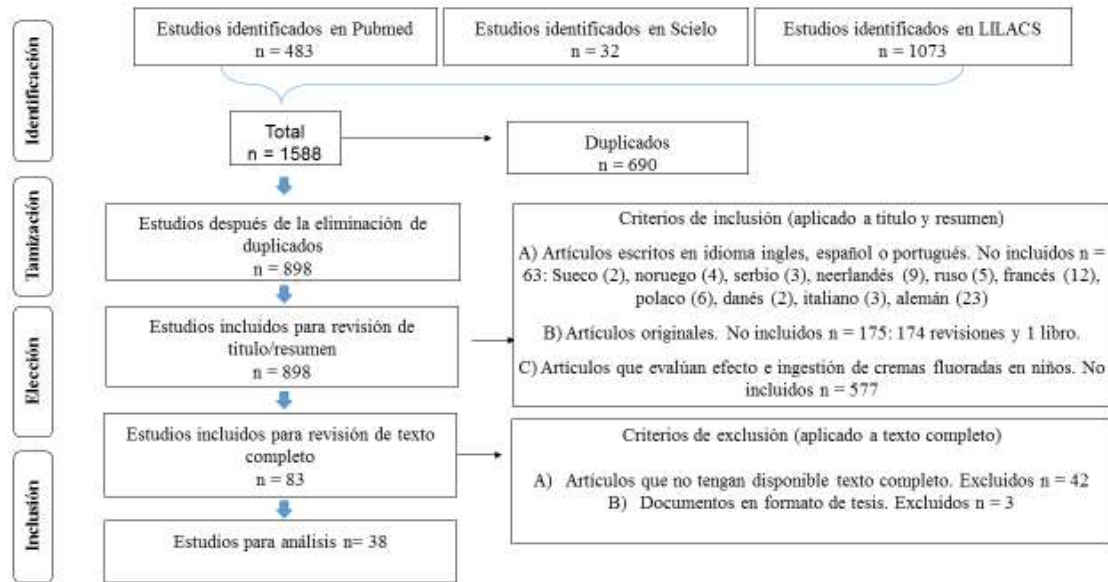 Identificación
Estudios identificados en Pubmed
n = 483
Estudios identificados en Scielo
n = 32
Estudios identificados en LILACS
n = 1073
Total
n = 1588
Duplicados
n = 690
Tamización
Estudios después de la eliminación de
duplicados
n = 898
Elección
Estudios incluidos para revisión de
titulo/resumen
n = 898
Criterios de inclusión (aplicado a titulo y resumen)
A) Artículos escritos en idioma ingles, español o portugués. No incluidos n =
63: Sueco (2), noruego (4), serbio (3), neerlandés (9), ruso (5), francés (12),
polaco (6), danés (2), italiano (3), alemán (23)
B) Artículos originales. No incluidos n = 175: 174 revisiones y 1 libro.
C) Artículos que evalúan efecto e ingestión de cremas fluoradas en niños. No
incluidos n = 577
Inclusión
Estudios incluidos para revisión de texto
completo
n = 83
Criterios de exclusión (aplicado a texto completo)
A) Artículos que no tengan disponible texto completo. Excluidos n = 42
B) Documentos en formato de tesis. Excluidos n = 3
Estudios para análisis n= 38